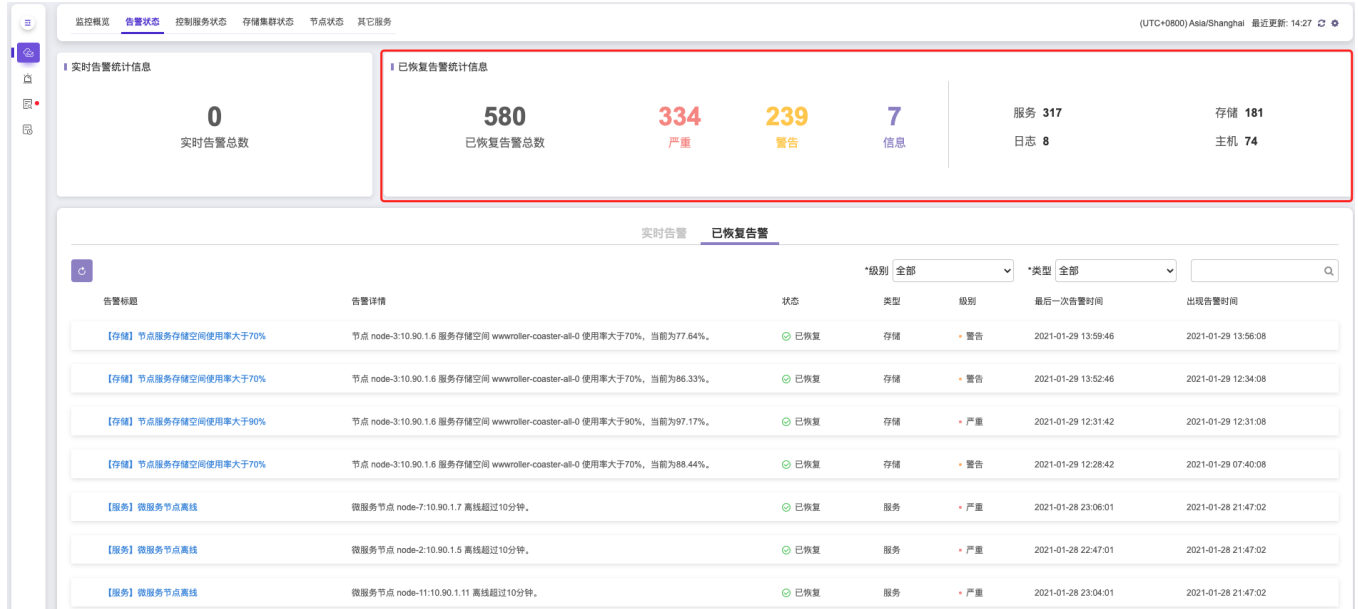 监控概览 告警状态 控制服务状态 存储集群状态 节点状态 其它服务 (UTC+0800) Asia/Shanghai 最近更新: 14:27
实时告警统计信息
0
实时告警总数
已恢复告警统计信息
580 334 239 7
已恢复告警总数 严重 警告 信息
服务 317 存储 181
日志 8 主机 74
实时告警 已恢复告警
*级别 全部 *类型 全部
告警标题 告警详情 状态 类型 级别 最后一次告警时间 出现告警时间
【存储】节点服务存储空间使用率大于70% 节点 node-3:10.90.1.6 服务存储空间 wwwroller-coaster-all-0 使用率大于70%，当前为77.64%。 已恢复 存储 警告 2021-01-29 13:59:46 2021-01-29 13:56:08
【存储】节点服务存储空间使用率大于70% 节点 node-3:10.90.1.6 服务存储空间 wwwroller-coaster-all-0 使用率大于70%，当前为86.33%。 已恢复 存储 警告 2021-01-29 13:52:46 2021-01-29 12:34:08
【存储】节点服务存储空间使用率大于90% 节点 node-3:10.90.1.6 服务存储空间 wwwroller-coaster-all-0 使用率大于90%，当前为97.17%。 已恢复 存储 严重 2021-01-29 12:31:42 2021-01-29 12:31:08
【存储】节点服务存储空间使用率大于70% 节点 node-3:10.90.1.6 服务存储空间 wwwroller-coaster-all-0 使用率大于70%，当前为88.44%。 已恢复 存储 警告 2021-01-29 12:28:42 2021-01-29 07:40:08
【服务】微服务节点离线 微服务节点 node-7:10.90.1.7 离线超过10分钟。 已恢复 服务 严重 2021-01-28 23:06:01 2021-01-28 21:47:02
【服务】微服务节点离线 微服务节点 node-2:10.90.1.5 离线超过10分钟。 已恢复 服务 严重 2021-01-28 22:47:01 2021-01-28 21:47:02
【服务】微服务节点离线 微服务节点 node-11:10.90.1.11 离线超过10分钟。 已恢复 服务 严重 2021-01-28 23:04:01 2021-01-28 21:47:02